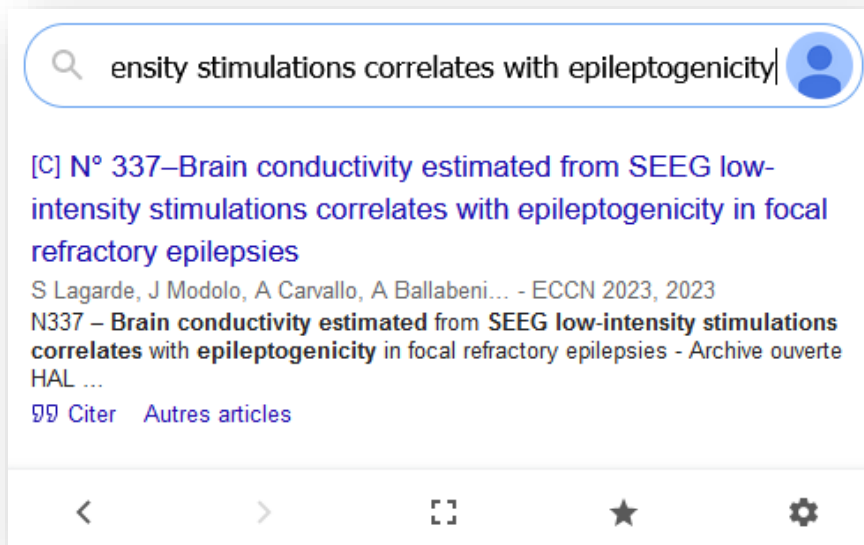 ensity stimulations correlates with epileptogenicity
[C] N° 337–Brain conductivity estimated from SEEG low-
intensity stimulations correlates with epileptogenicity in focal
refractory epilepsies
S Lagarde, J Modolo, A Carvallo, A Ballabeni... - ECCN 2023, 2023
N337 – Brain conductivity estimated from SEEG low-intensity stimulations
correlates with epileptogenicity in focal refractory epilepsies - Archive ouverte
HAL ...
Citer Autres articles